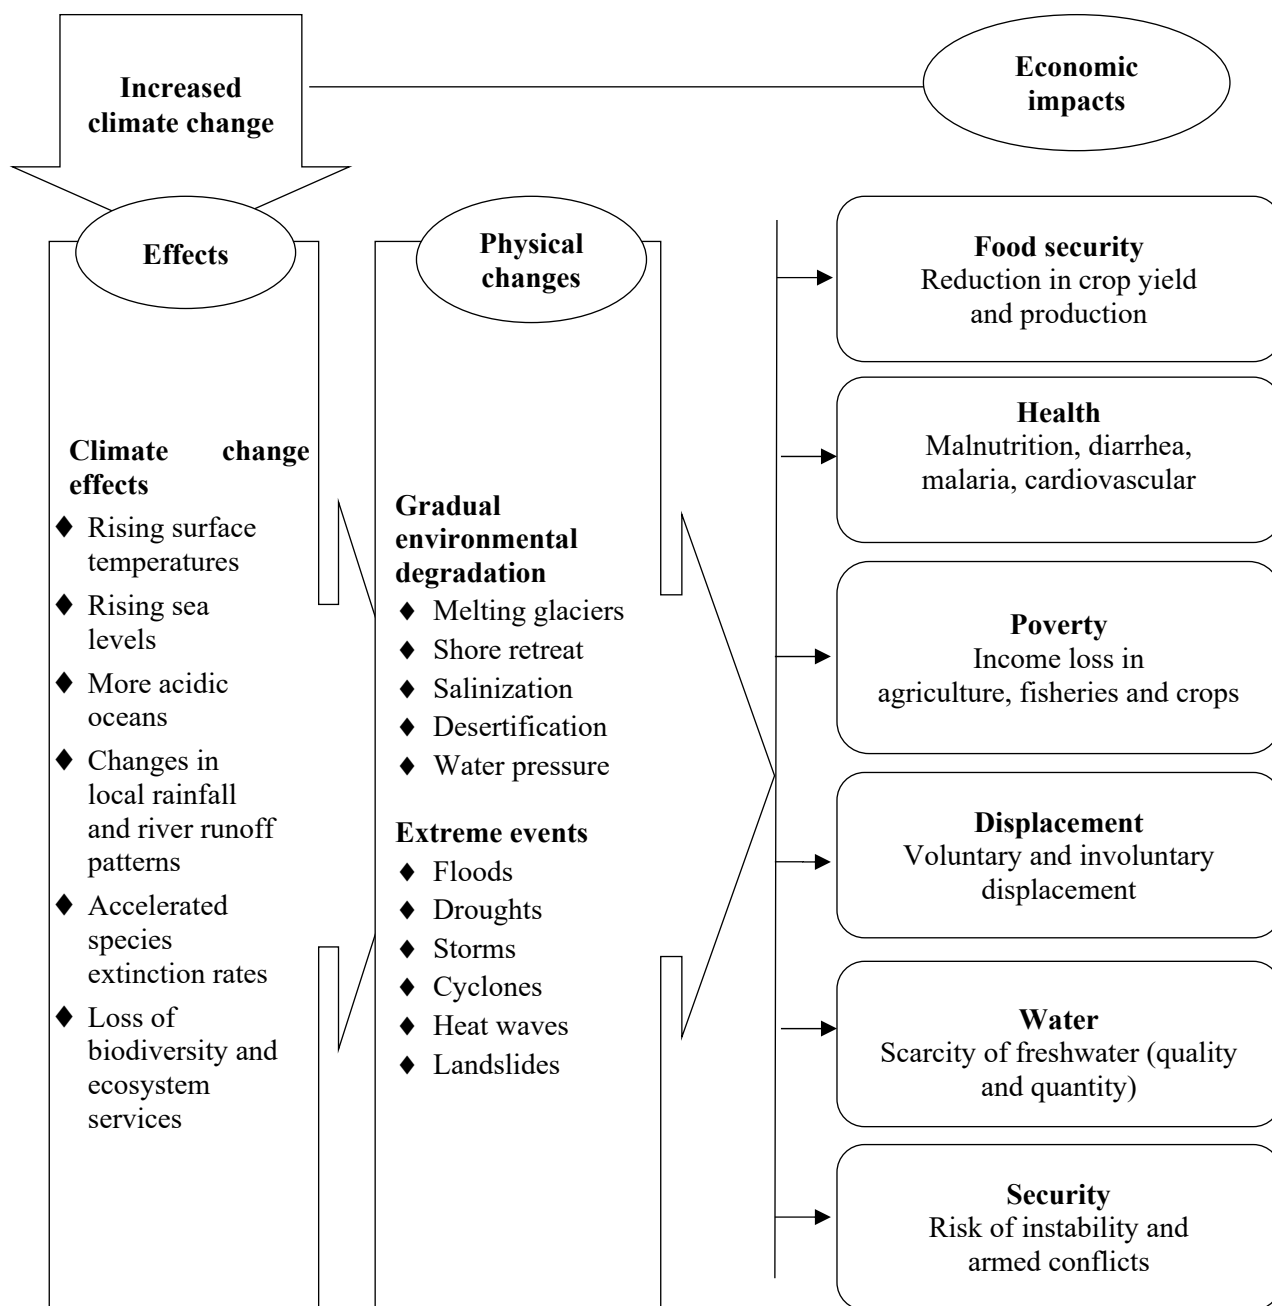 Increased
climate change
Economic
impacts
Effects
Climate change
effects
♦ Rising surface
temperatures
♦ Rising sea
levels
♦ More acidic
oceans
♦ Changes in
local rainfall
and river runoff
patterns
♦ Accelerated
species
extinction rates
♦ Loss of
biodiversity and
ecosystem
services
Physical
changes
Gradual
environmental
degradation
♦ Melting glaciers
♦ Shore retreat
♦ Salinization
♦ Desertification
♦ Water pressure
Extreme events
♦ Floods
♦ Droughts
♦ Storms
♦ Cyclones
♦ Heat waves
♦ Landslides
Food security
Reduction in crop yield
and production
Health
Malnutrition, diarrhea,
malaria, cardiovascular
Poverty
Income loss in
agriculture, fisheries and crops
Displacement
Voluntary and involuntary
displacement
Water
Scarcity of freshwater (quality
and quantity)
Security
Risk of instability and
armed conflicts